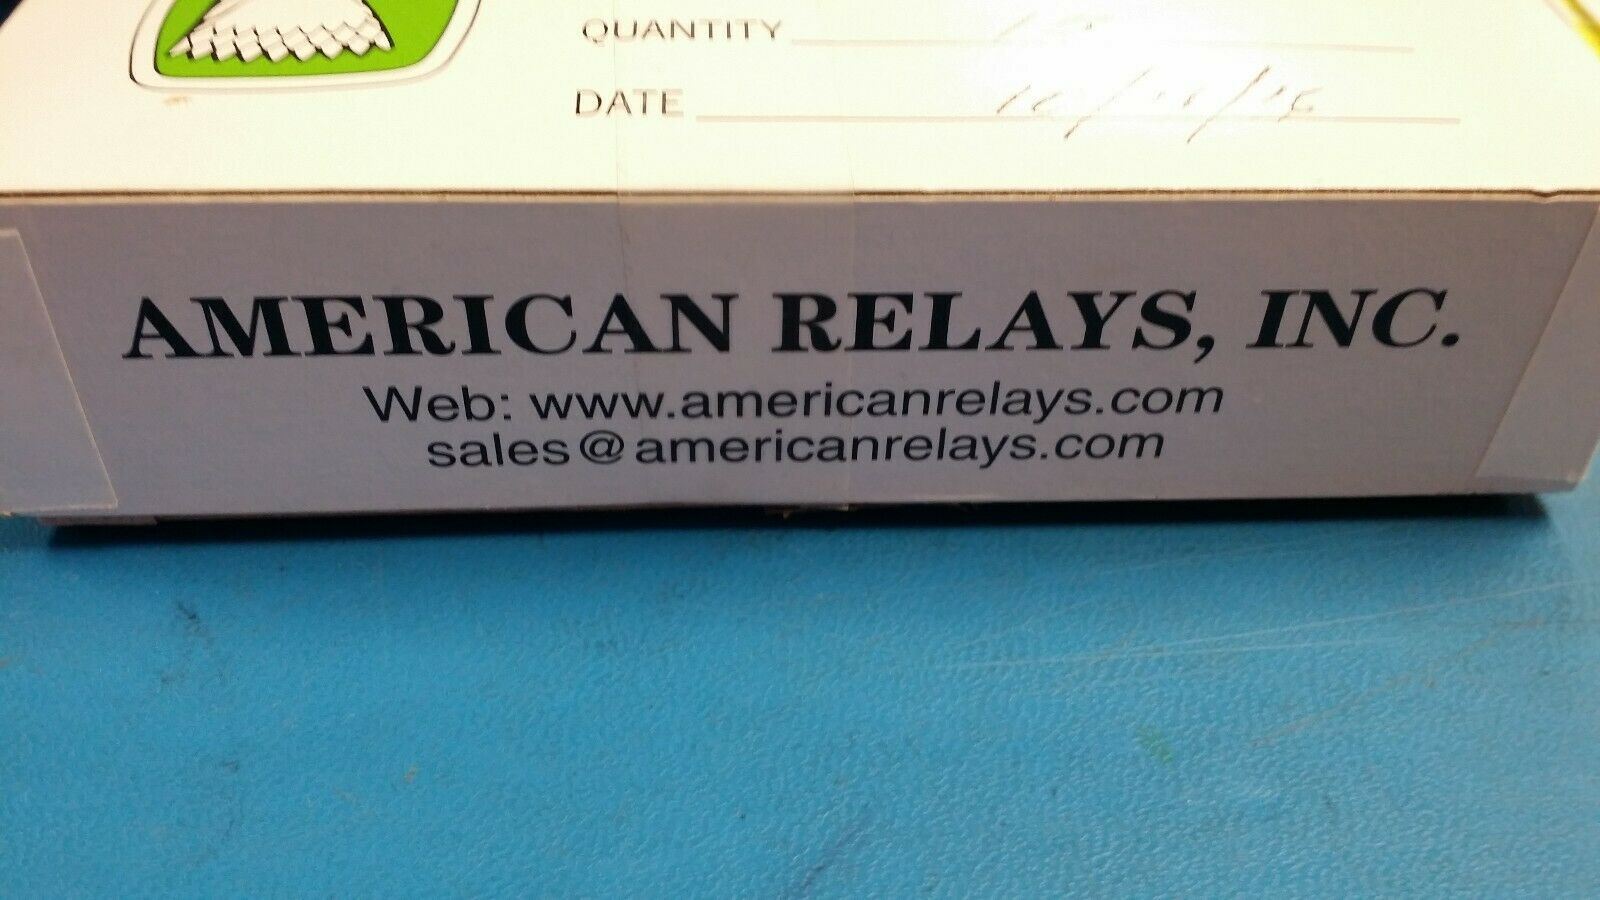 QUANTITY
DATE
AMERICAN RELAYS, INC.
Web: www.americanrelays.com
sales@americanrelays.com